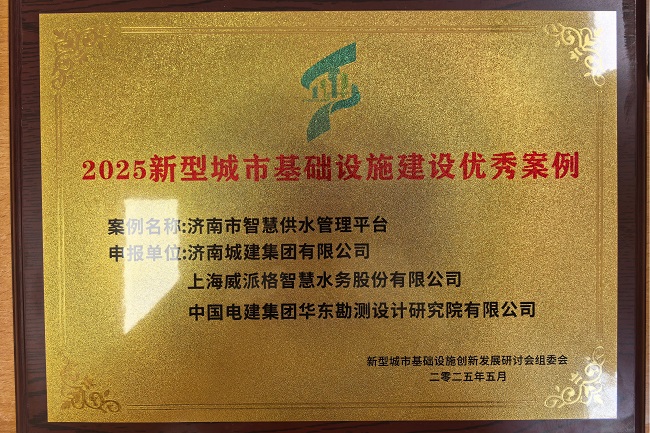 2025新型城市基础设施建设优秀案例
案例名称:济南市智慧供水管理平台
申报单位:济南城建集团有限公司
上海威派格智慧水务股份有限公司
中国电建集团华东勘测设计研究院有限公司
新型城市基础设施创新发展研讨会组委会
二零二五年五月